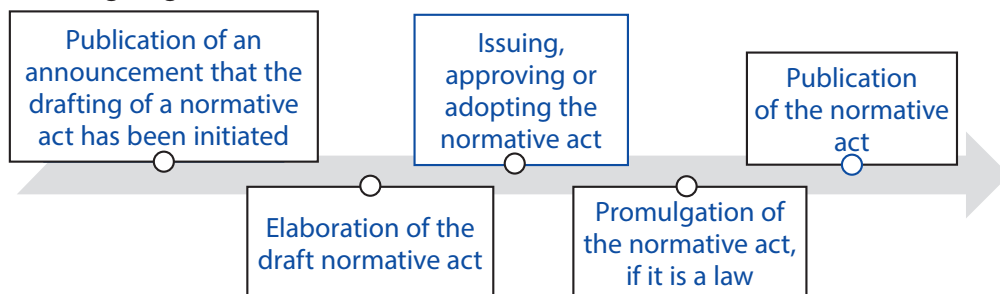 Publication of an
announcement that the
drafting of a normative
act has been initiated
Elaboration of the
draft normative act
Issuing,
approving or
adopting the
normative act
Promulgation of
the normative act,
if it is a law
Publication
of the normative
act